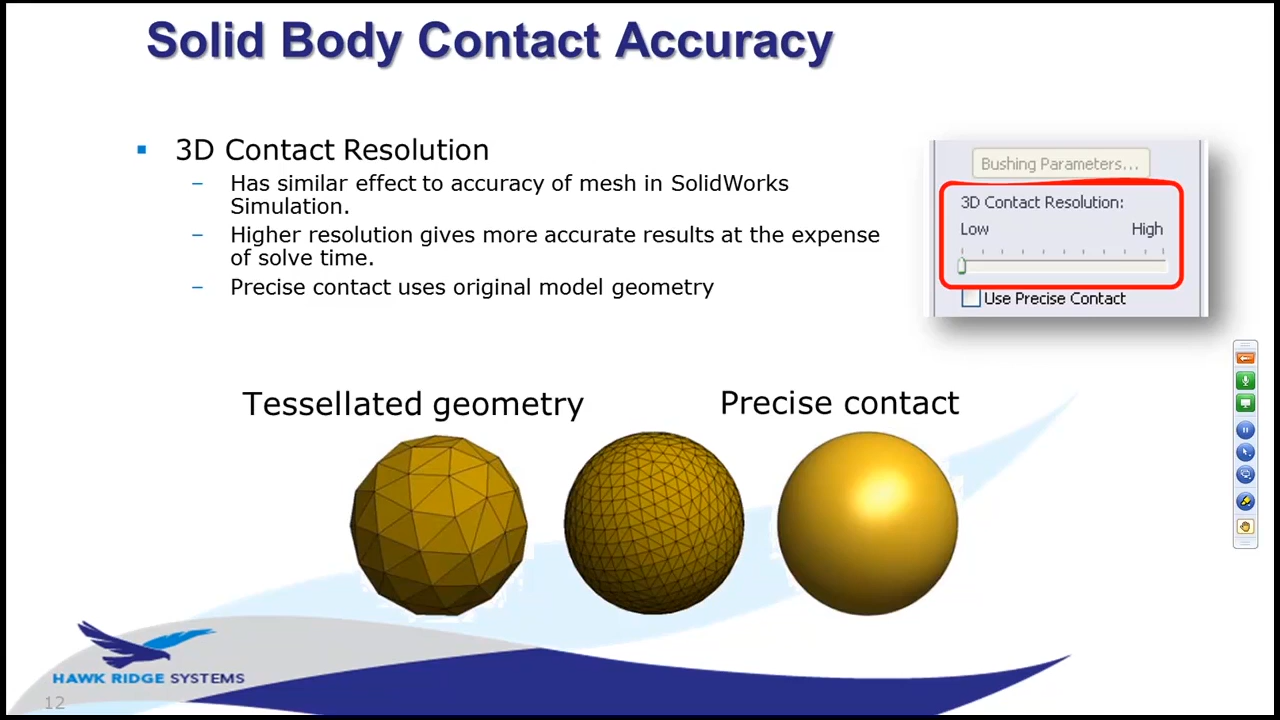 Solid Body Contact Accuracy
3D Contact Resolution
– Has similar effect to accuracy of mesh in SolidWorks
Simulation.
– Higher resolution gives more accurate results at the expense
of solve time.
– Precise contact uses original model geometry
Bushing Parameters...
3D Contact Resolution:
Low High
Use Precise Contact
Tessellated geometry
Precise contact
HAWK RIDGE SYSTEMS
12